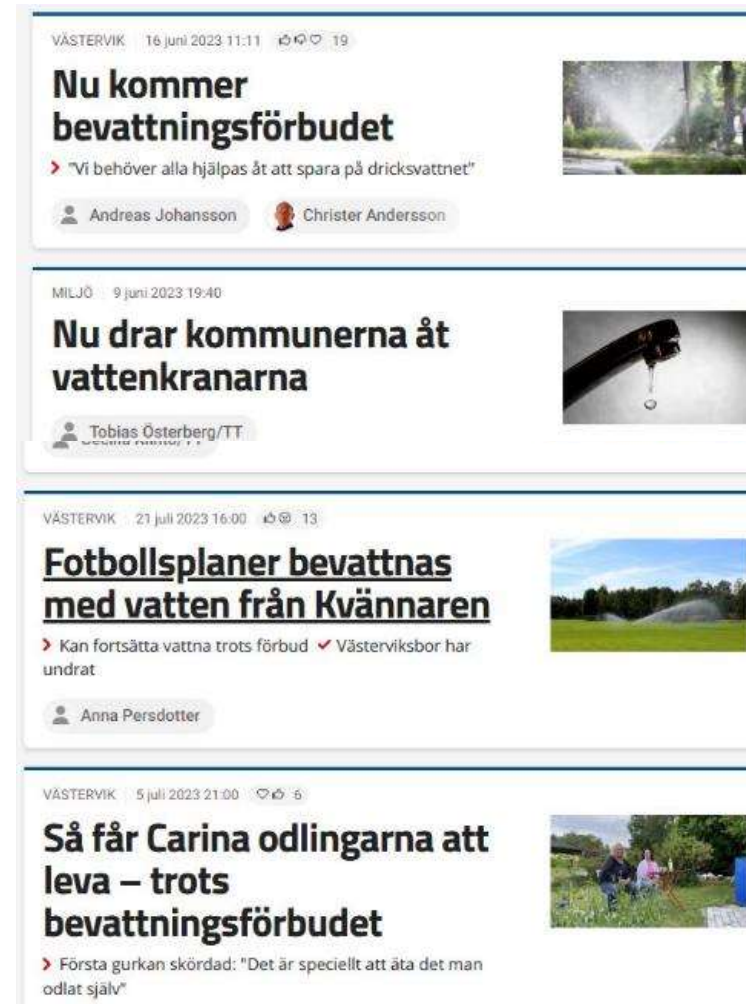 VÄSTERVIK 16 juni 2023 11:11 19
Nu kommer
bevattningsförbudet
"Vi behöver alla hjälpas åt att spara på dricksvattnet"
Andreas Johansson Christer Andersson
MILJÖ 9 juni 2023 19:40
Nu drar kommunerna åt
vattenkranarna
Tobias Österberg/TT
VÄSTERVIK 21 juli 2023 16:00 13
Fotbollsplaner bevattnas
med vatten från Kvännaren
Kan fortsätta vattna trots förbud Västerviksbor har
undrat
Anna Persdotter
VÄSTERVIK 5 juli 2023 21:00 6
Så får Carina odlingarna att
leva – trots
bevattningsförbudet
Första gurkan skördad: "Det är speciellt att äta det man
odlat själv"